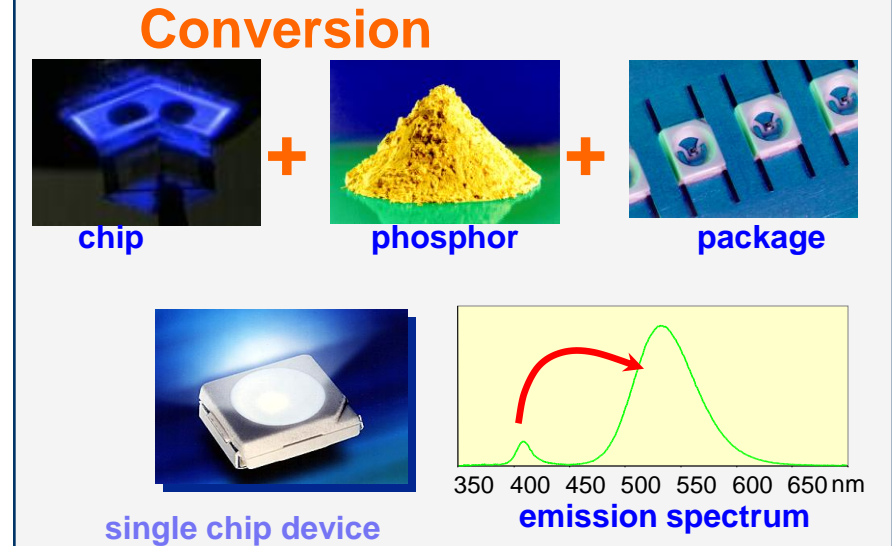 Conversion
+ +
chip phosphor package
350 400 450 500 550 600 650 nm
emission spectrum
single chip device